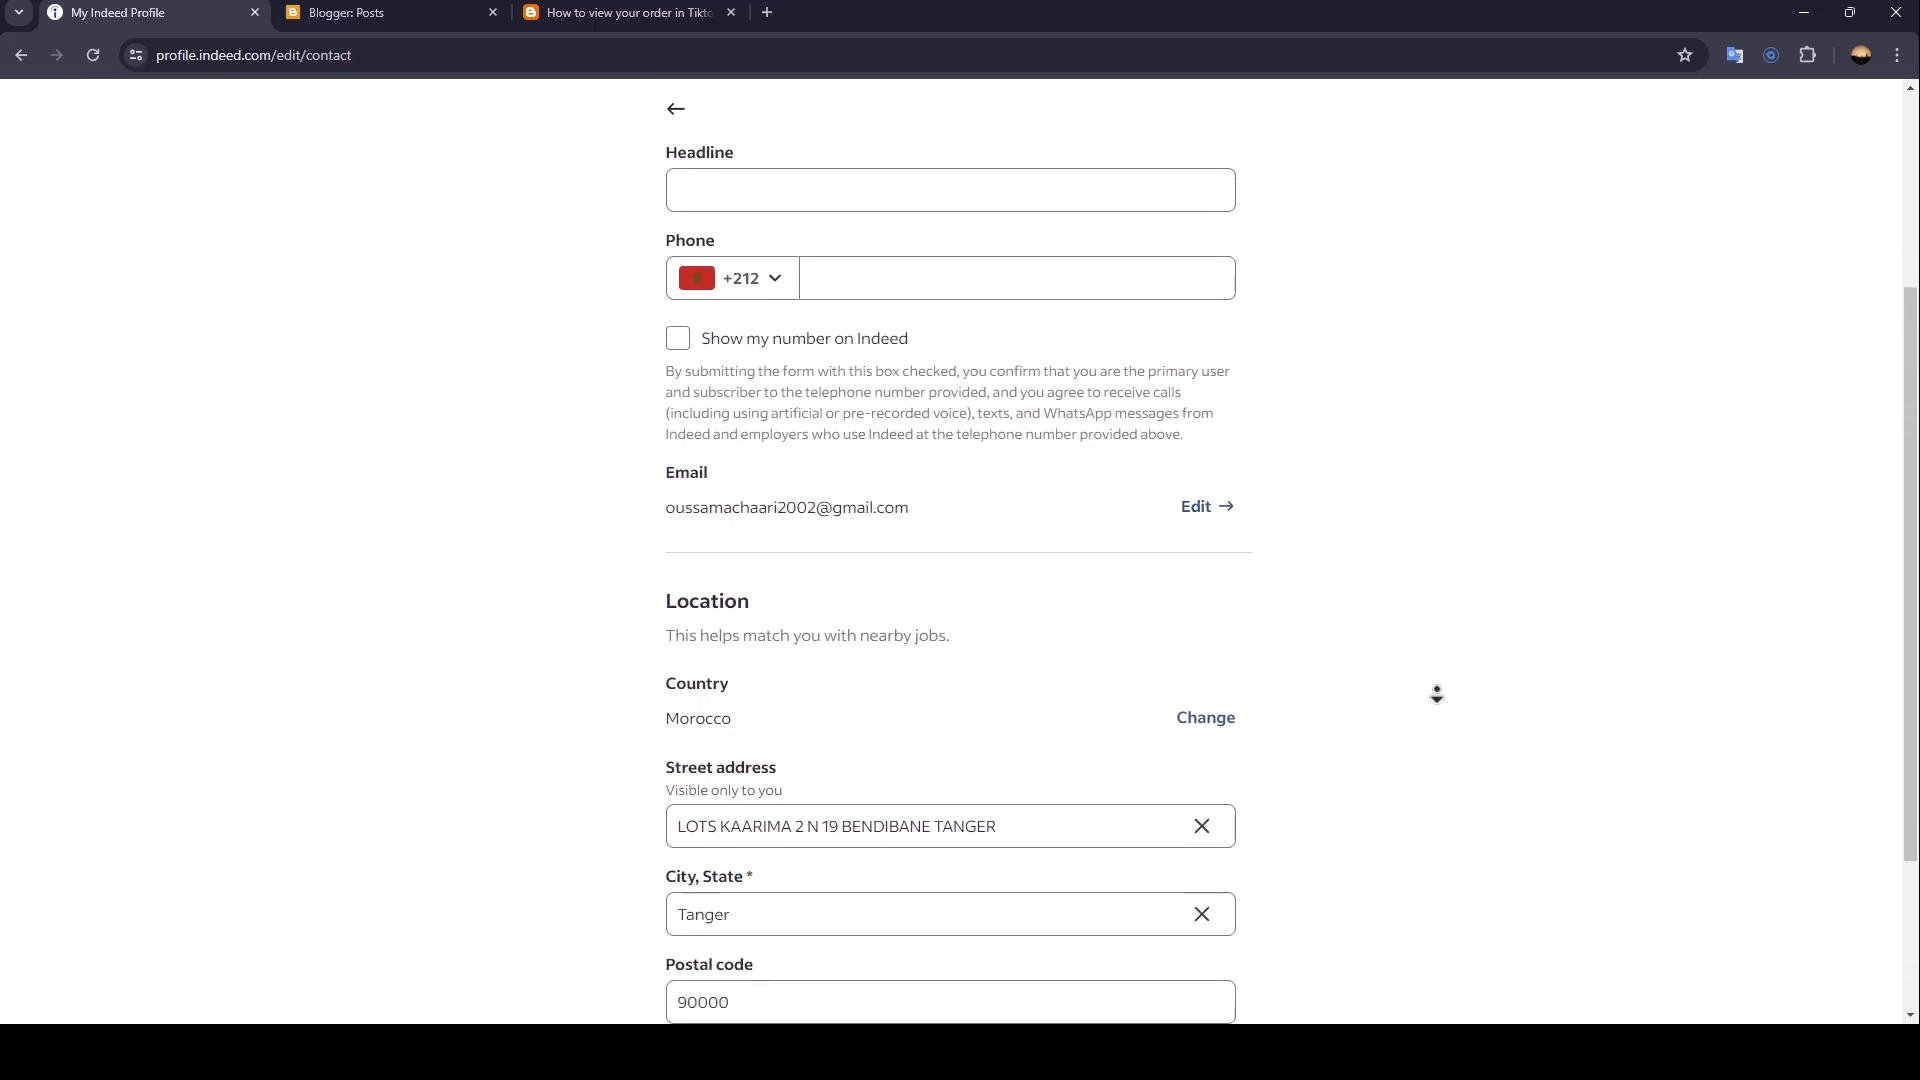 My Indeed Profile
Blogger: Posts
How to view your order in Tikto
profile.indeed.com/edit/contact
Headline
Phone
+212
Show my number on Indeed
By submitting the form with this box checked, you confirm that you are the primary user
and subscriber to the telephone number provided, and you agree to receive calls
(including using artificial or pre-recorded voice), texts, and WhatsApp messages from
Indeed and employers who use Indeed at the telephone number provided above.
Email
oussamachaari2002@gmail.com
Edit →
Location
This helps match you with nearby jobs.
Country
Morocco
Change
Street address
Visible only to you
LOTS KAARIMA 2 N 19 BENDIBANE TANGER
City, State *
Tanger
Postal code
90000